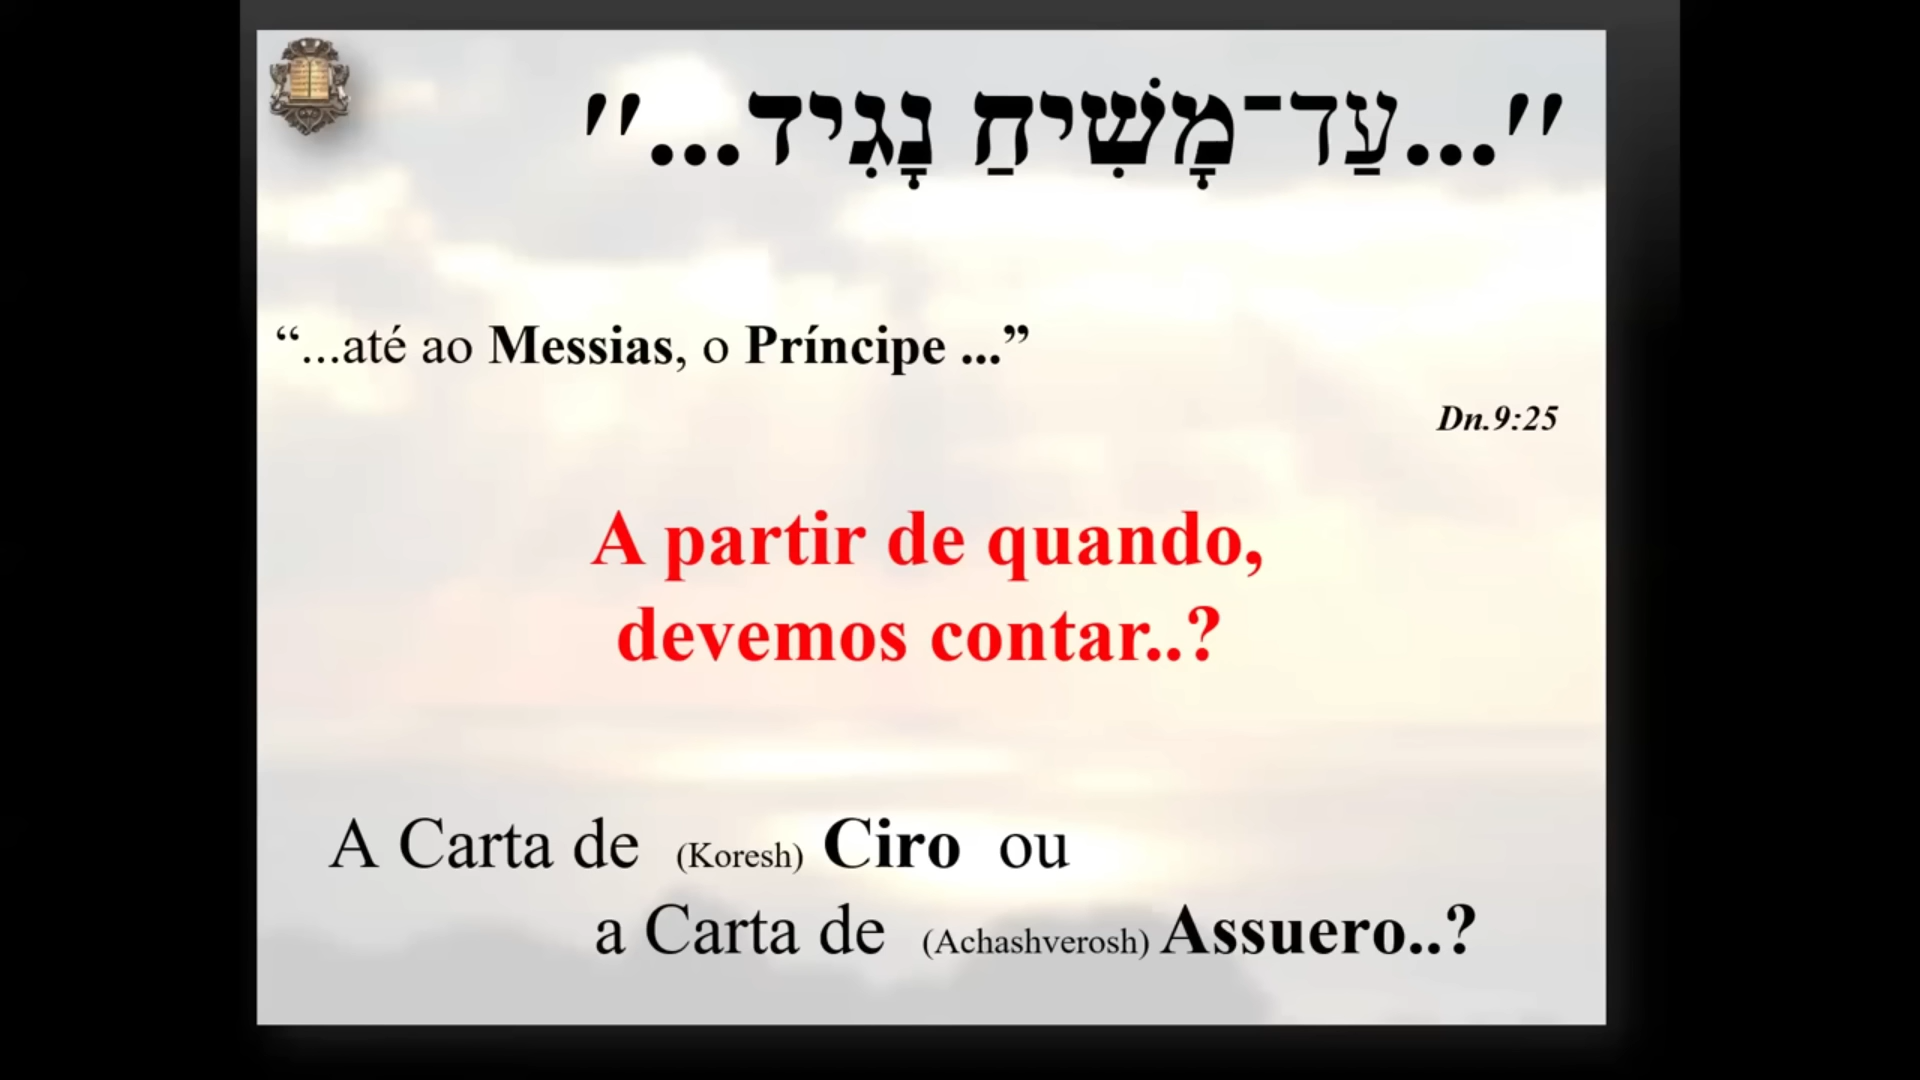 "...עַד־מָשִׁיחַ נָגִיד..."
“...até ao Messias, o Príncipe ...”
Dn.9:25
A partir de quando,
devemos contar..?
A Carta de (Koresh) Ciro ou
a Carta de (Achashverosh) Assuero..?